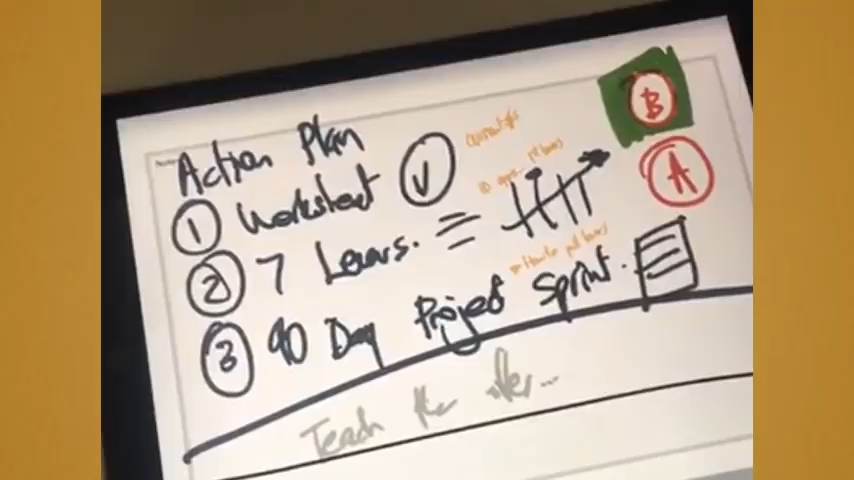 Action Plan
① Worksheet
B
A
② 7 Levers. =
③ 90 Day Project Sprint.
Teach the